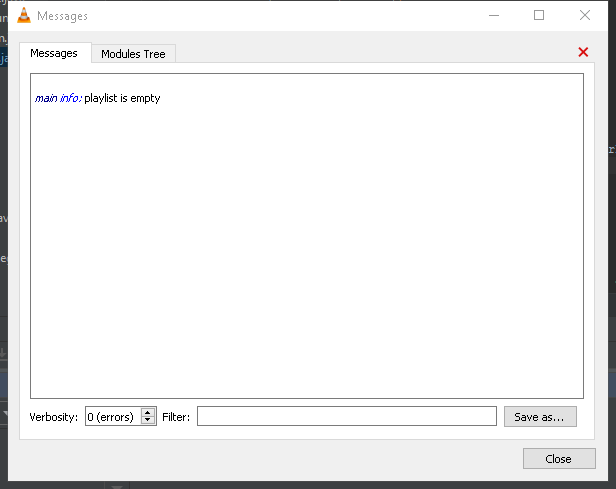 Messages
Messages
Modules Tree
main info: playlist is empty
Verbosity: 0 (errors) Filter: Save as...
Close